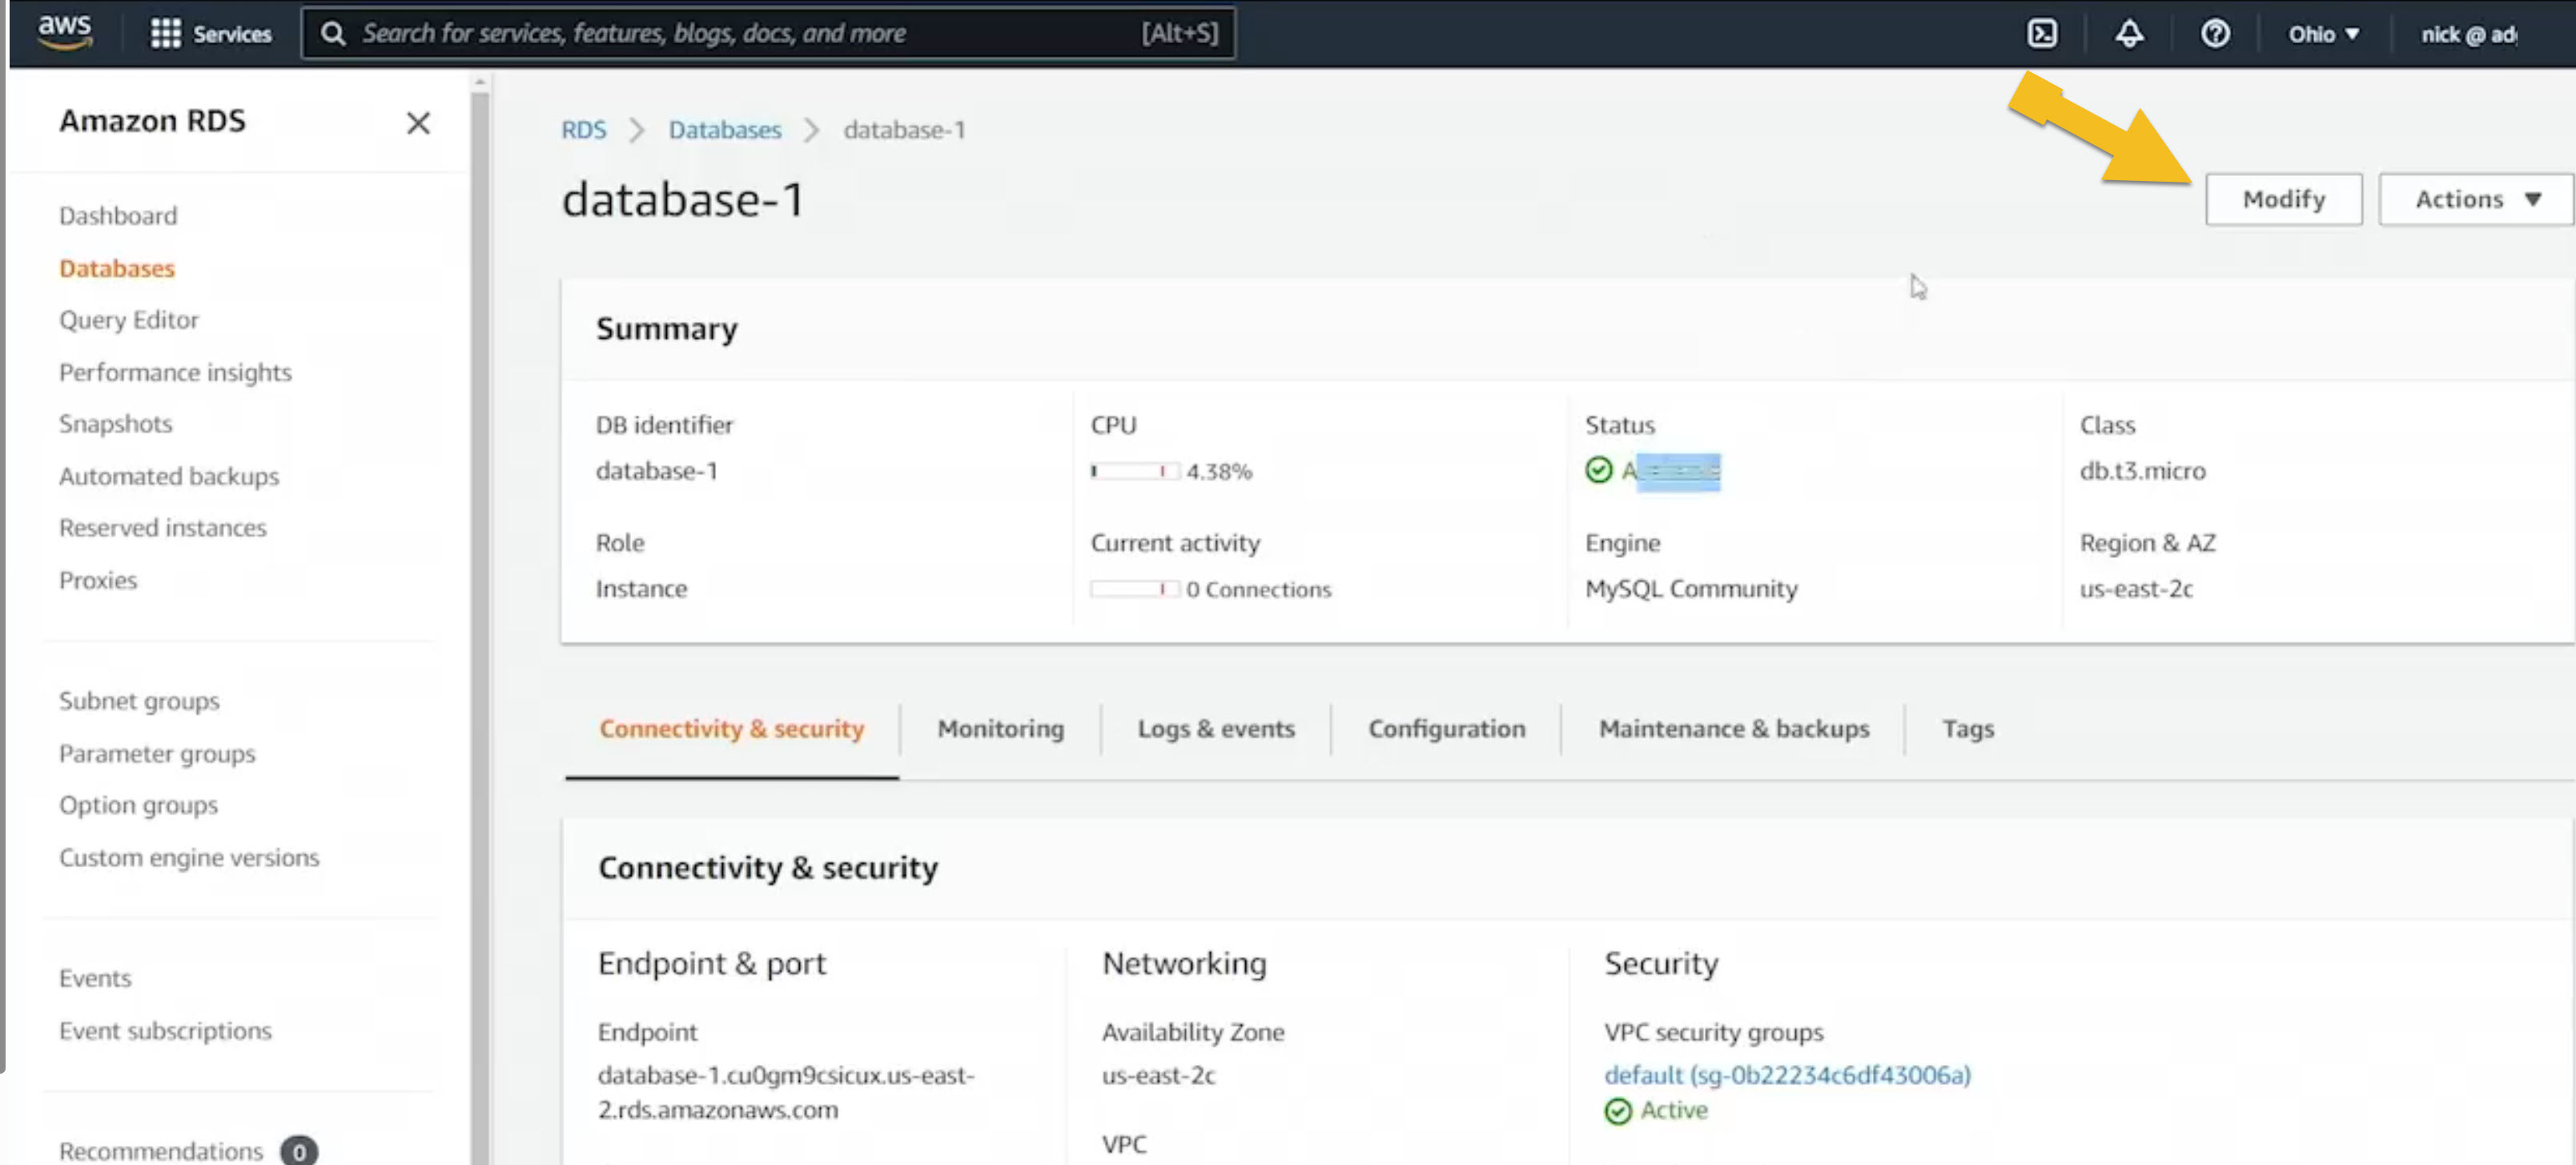 aws
Services
Search for services, features, blogs, docs, and more [Alt+S]
Ohio
nick @ ad
Amazon RDS
Dashboard
Databases
Query Editor
Performance insights
Snapshots
Automated backups
Reserved instances
Proxies
Subnet groups
Parameter groups
Option groups
Custom engine versions
Events
Event subscriptions
Recommendations 0
RDS > Databases > database-1
database-1
Modify
Actions
Summary
DB identifier
database-1
CPU
4.38%
Status
Class
db.t3.micro
Role
Instance
Current activity
0 Connections
Engine
MySQL Community
Region & AZ
us-east-2c
Connectivity & security
Monitoring
Logs & events
Configuration
Maintenance & backups
Tags
Connectivity & security
Endpoint & port
Endpoint
database-1.cu0gm9csicux.us-east-
2.rds.amazonaws.com
Networking
Availability Zone
us-east-2c
VPC
Security
VPC security groups
default (sg-0b22234c6df43006a)
Active